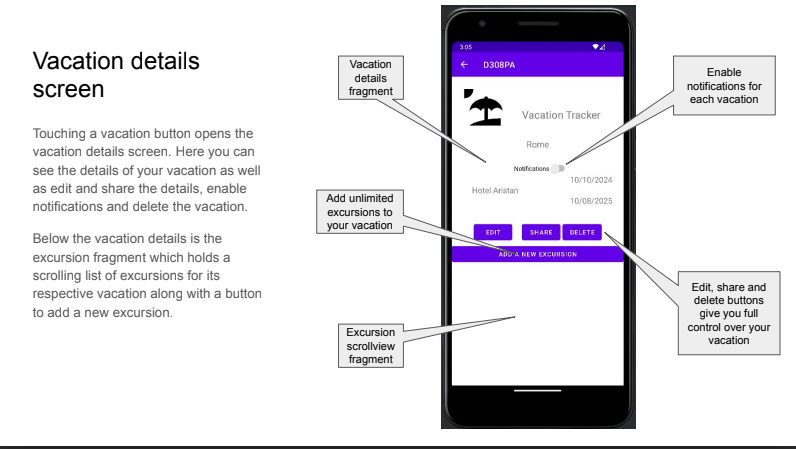 Vacation details
screen
Touching a vacation button opens the
vacation details screen. Here you can
see the details of your vacation as well
as edit and share the details, enable
notifications and delete the vacation.
Below the vacation details is the
excursion fragment which holds a
scrolling list of excursions for its
respective vacation along with a button
to add a new excursion.
Vacation
details
fragment
Add unlimited
excursions to
your vacation
Excursion
scrollview
fragment
3:05
D308PA
Vacation Tracker
Rome
Notifications
10/10/2024
Hotel Aristan
10/08/2025
EDIT
SHARE
DELETE
ADD A NEW EXCURSION
Enable
notifications for
each vacation
Edit, share and
delete buttons
give you full
control over your
vacation